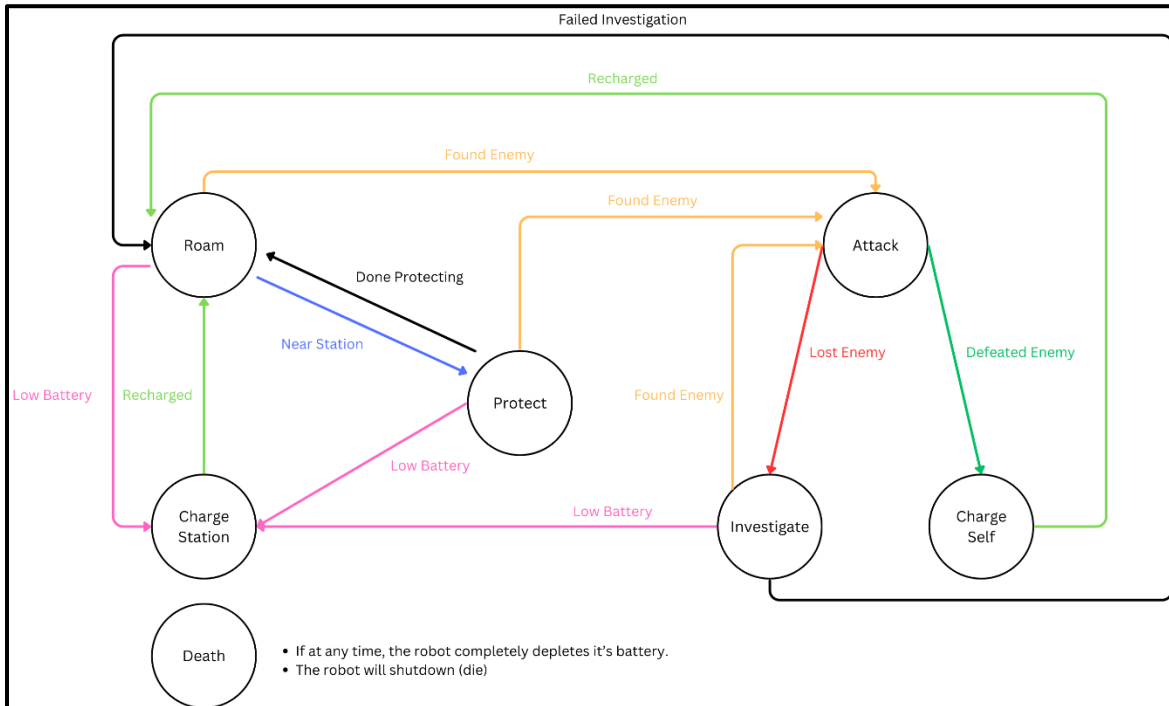 Failed Investigation
Recharged
Found Enemy
Found Enemy
Roam
Attack
Done Protecting
Near Station
Lost Enemy
Defeated Enemy
Low Battery
Recharged
Found Enemy
Protect
Low Battery
Low Battery
Charge
Station
Investigate
Charge
Self
Death
• If at any time, the robot completely depletes it's battery.
• The robot will shutdown (die)